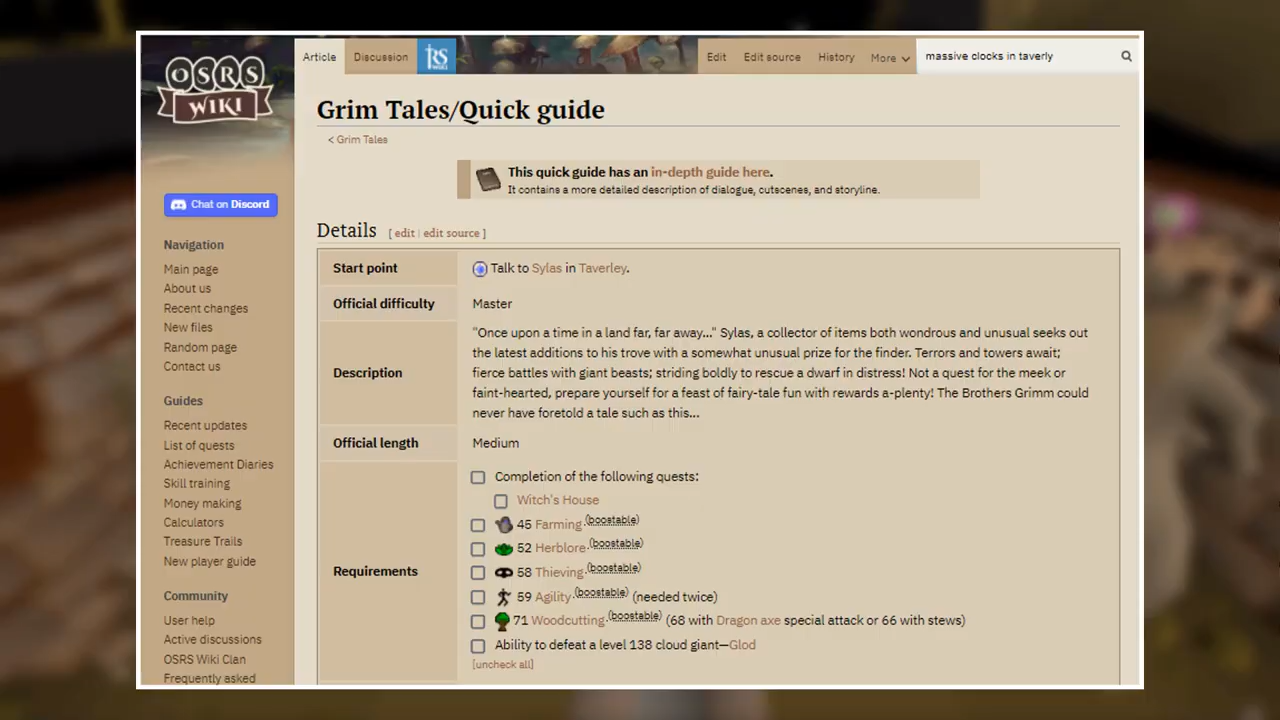 OSRS
WIKI
Article
Discussion
RS
WIKI
Edit
Edit source
History
More
massive clocks in taverly
Grim Tales/Quick guide
< Grim Tales
This quick guide has an in-depth guide here.
It contains a more detailed description of dialogue, cutscenes, and storyline.
Chat on Discord
Details [ edit | edit source ]
Navigation
Main page
About us
Recent changes
New files
Random page
Contact us
Guides
Recent updates
List of quests
Achievement Diaries
Skill training
Money making
Calculators
Treasure Trails
New player guide
Community
User help
Active discussions
OSRS Wiki Clan
Frequently asked
Start point
Talk to Sylas in Taverley.
Official difficulty
Master
Description
"Once upon a time in a land far, far away..." Sylas, a collector of items both wondrous and unusual seeks out
the latest additions to his trove with a somewhat unusual prize for the finder. Terrors and towers await;
fierce battles with giant beasts; striding boldly to rescue a dwarf in distress! Not a quest for the meek or
faint-hearted, prepare yourself for a feast of fairy-tale fun with rewards a-plenty! The Brothers Grimm could
never have foretold a tale such as this...
Official length
Medium
Requirements
Completion of the following quests:
Witch's House
45 Farming (boostable)
52 Herblore (boostable)
58 Thieving (boostable)
59 Agility (boostable) (needed twice)
71 Woodcutting (boostable) (68 with Dragon axe special attack or 66 with stews)
Ability to defeat a level 138 cloud giant—Glod
[uncheck all]